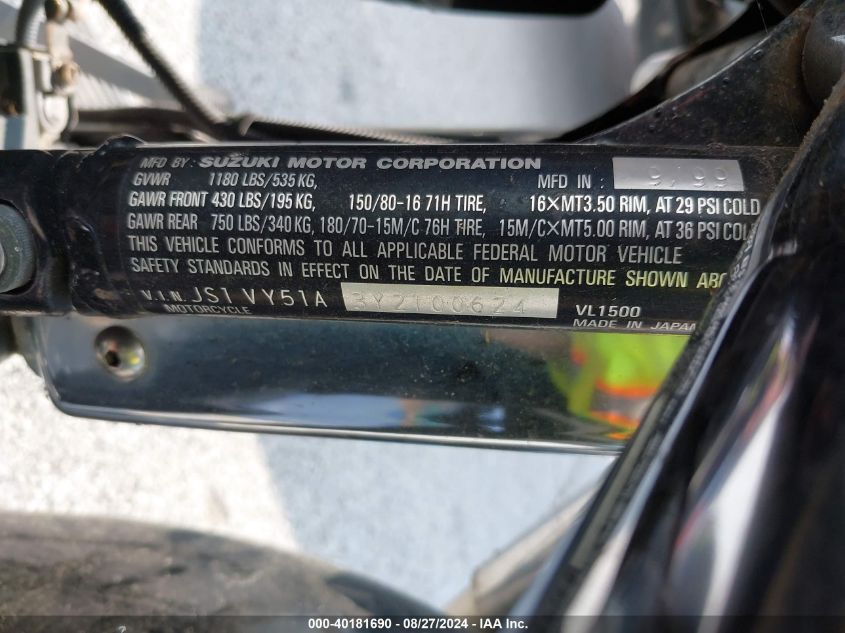 MFD BY: SUZUKI MOTOR CORPORATION
MFD IN: 9/99
GVWR 1180 LBS/535 KG,
GAWR FRONT 430 LBS/195 KG, 150/80-16 71H TIRE, 16×MT3.50 RIM, AT 29 PSI COLD
GAWR REAR 750 LBS/340 KG, 180/70-15M/C 76H TIRE, 15M/C×MT5.00 RIM, AT 36 PSI COL
THIS VEHICLE CONFORMS TO ALL APPLICABLE FEDERAL MOTOR VEHICLE
SAFETY STANDARDS IN EFFECT ON THE DATE OF MANUFACTURE SHOWN ABO
V.I.N. JS1VY51A 3Y2100624 VL1500
MOTORCYCLE MADE IN JAPAN
000-40181690 - 08/27/2024 - IAA Inc.